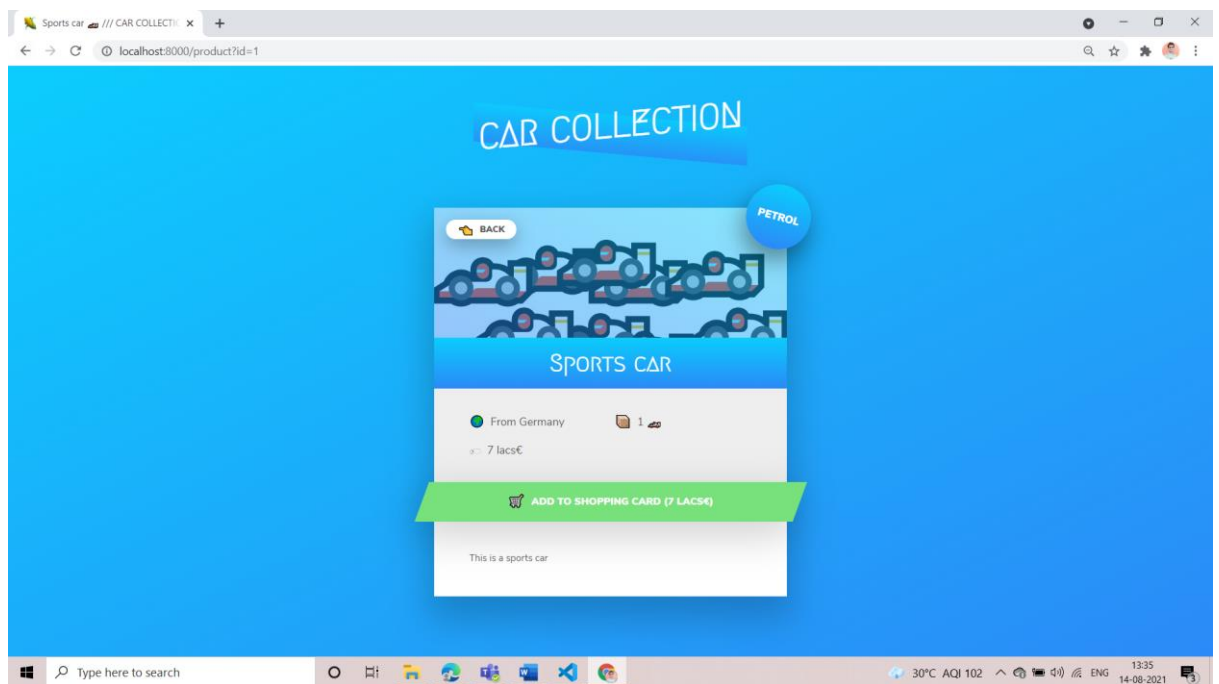 Sports car /// CAR COLLECTI
localhost:8000/product?id=1
CAR COLLECTION
PETROL
BACK
Sports car
From Germany
1
7 lacs€
ADD TO SHOPPING CARD (7 LACS€)
This is a sports car
Type here to search
30°C AQI 102
ENG
13:35
14-08-2021
3